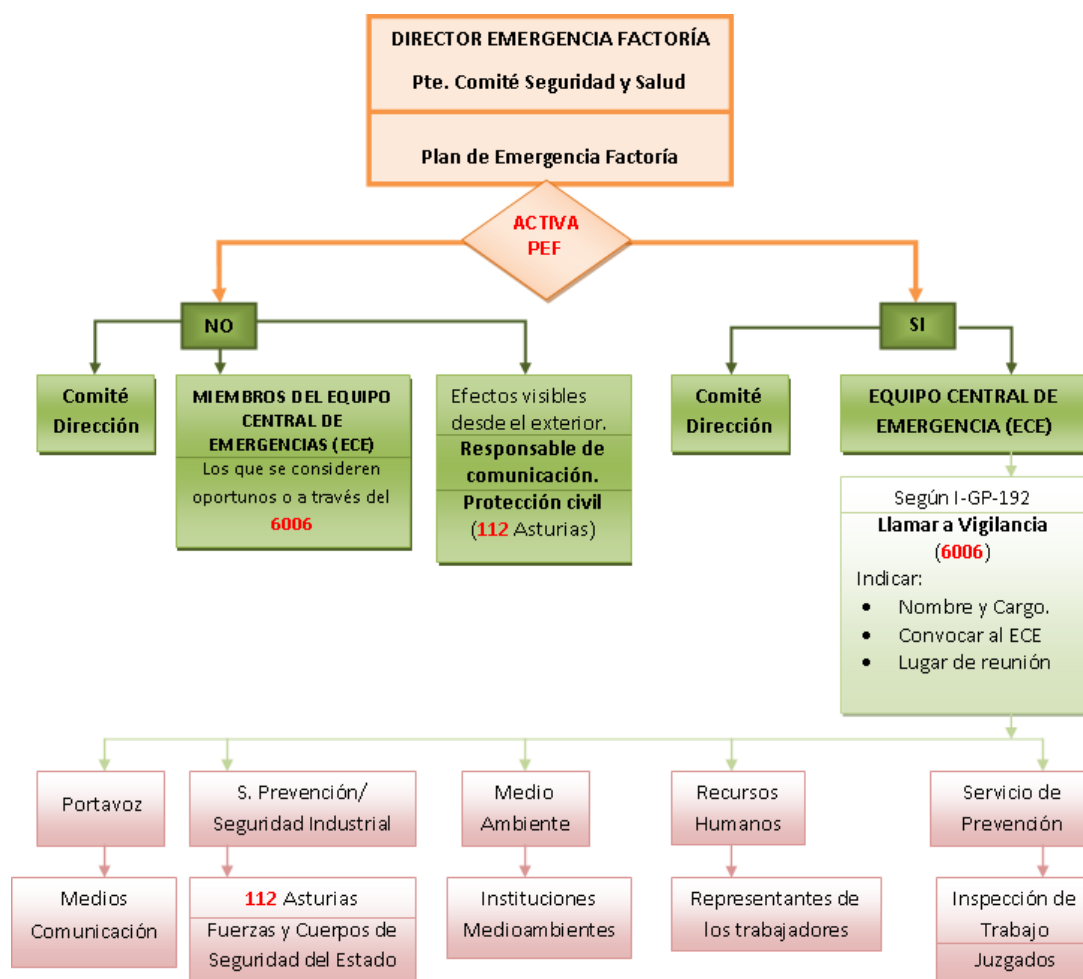 DIRECTOR EMERGENCIA FACTORÍA
Pte. Comité Seguridad y Salud
Plan de Emergencia Factoría
ACTIVA
PEF
NO
SI
Comité
Dirección
MIEMBROS DEL EQUIPO
CENTRAL DE
EMERGENCIAS (ECE)
Los que se consideren
oportunos o a través del
6006
Efectos visibles
desde el exterior.
Responsable de
comunicación.
Protección civil
(112 Asturias)
Comité
Dirección
EQUIPO CENTRAL DE
EMERGENCIA (ECE)
Según I-GP-192
Llamar a Vigilancia
(6006)
Indicar:
• Nombre y Cargo.
• Convocar al ECE
• Lugar de reunión
Portavoz
S. Prevención/
Seguridad Industrial
Medio
Ambiente
Recursos
Humanos
Servicio de
Prevención
Medios
Comunicación
112 Asturias
Fuerzas y Cuerpos de
Seguridad del Estado
Instituciones
Medioambientes
Representantes de
los trabajadores
Inspección de
Trabajo
Juzgados